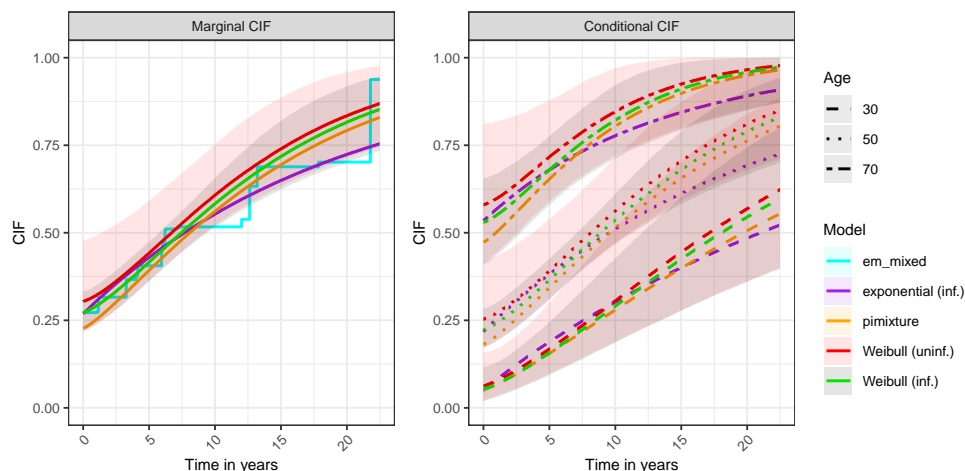 Marginal CIF
Conditional CIF
CIF
1.00
0.75
0.50
0.25
0.00
0
5
10
15
20
Time in years
CIF
1.00
0.75
0.50
0.25
0.00
0
5
10
15
20
Time in years
Age
30
50
70
Model
em_mixed
exponential (inf.)
pimixture
Weibull (uninf.)
Weibull (inf.)